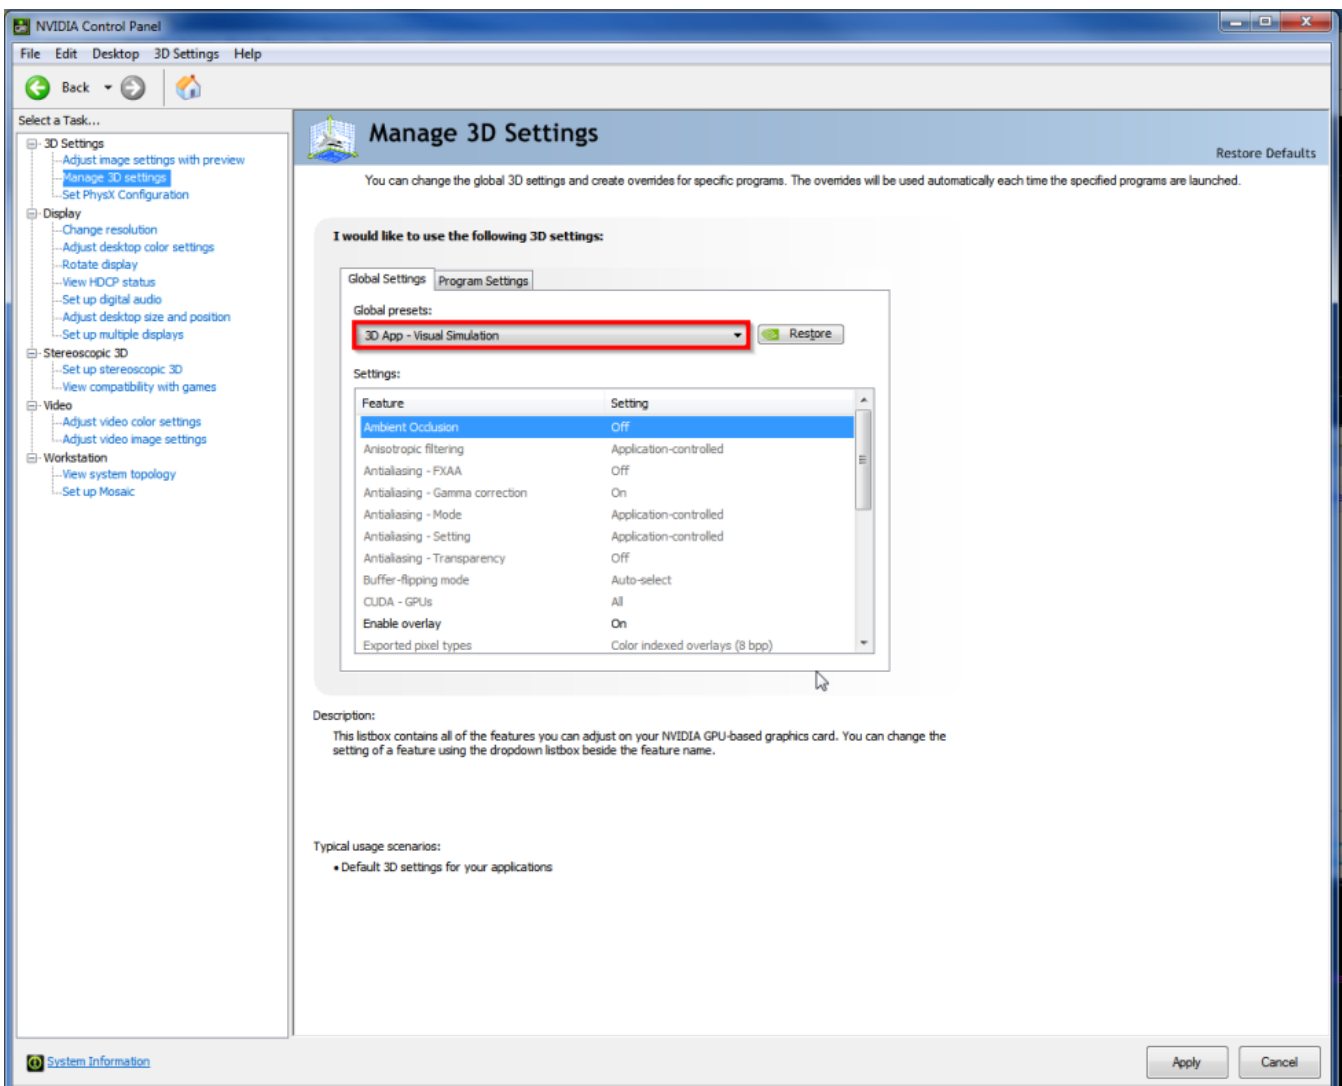 NVIDIA Control Panel
File Edit Desktop 3D Settings Help
Back
Select a Task...
3D Settings
Adjust image settings with preview
Manage 3D settings
Set PhysX Configuration
Display
Change resolution
Adjust desktop color settings
Rotate display
View HDCP status
Set up digital audio
Adjust desktop size and position
Set up multiple displays
Stereoscopic 3D
Set up stereoscopic 3D
View compatibility with games
Video
Adjust video color settings
Adjust video image settings
Workstation
View system topology
Set up Mosaic
Manage 3D Settings
Restore Defaults
You can change the global 3D settings and create overrides for specific programs. The overrides will be used automatically each time the specified programs are launched.
I would like to use the following 3D settings:
Global Settings Program Settings
Global presets:
3D App - Visual Simulation Restore
Settings:
Feature Setting
Ambient Occlusion Off
Anisotropic filtering Application-controlled
Antialiasing - FXAA Off
Antialiasing - Gamma correction On
Antialiasing - Mode Application-controlled
Antialiasing - Setting Application-controlled
Antialiasing - Transparency Off
Buffer-flipping mode Auto-select
CUDA - GPUs All
Enable overlay On
Exported pixel types Color indexed overlays (8 bpp)
Description:
This listbox contains all of the features you can adjust on your NVIDIA GPU-based graphics card. You can change the
setting of a feature using the dropdown listbox beside the feature name.
Typical usage scenarios:
• Default 3D settings for your applications
System Information
Apply Cancel